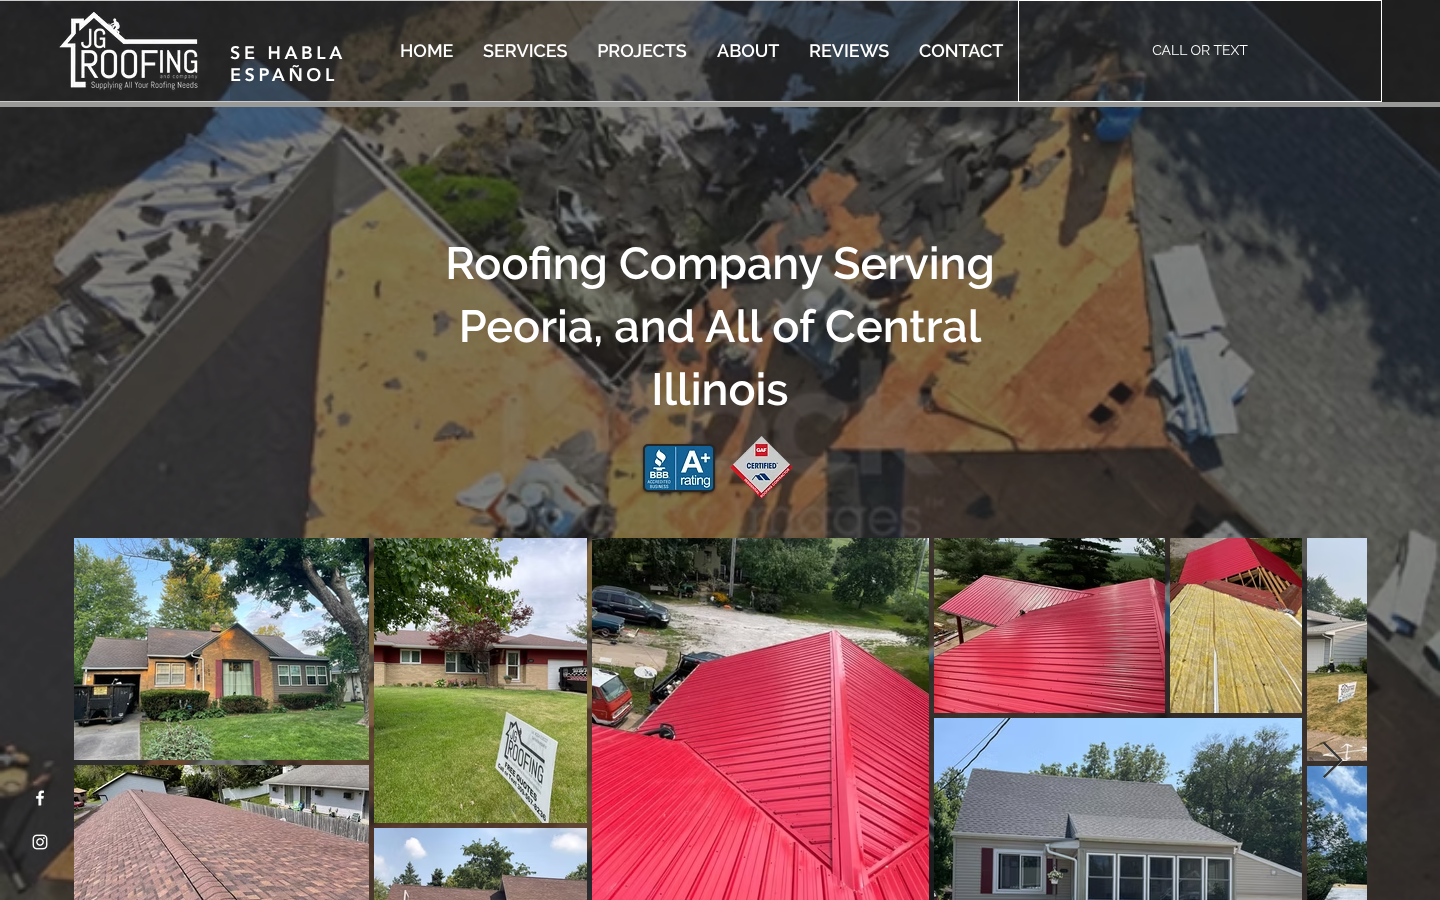 JG
ROOFING
and company
Supplying All Your Roofing Needs
SE HABLA
ESPAÑOL
HOME
SERVICES
PROJECTS
ABOUT
REVIEWS
CONTACT
CALL OR TEXT
Roofing Company Serving
Peoria, and All of Central
Illinois
BBB
ACCREDITED
BUSINESS
A+
rating
GAF
CERTIFIED
JG
ROOFING
FREE QUOTES